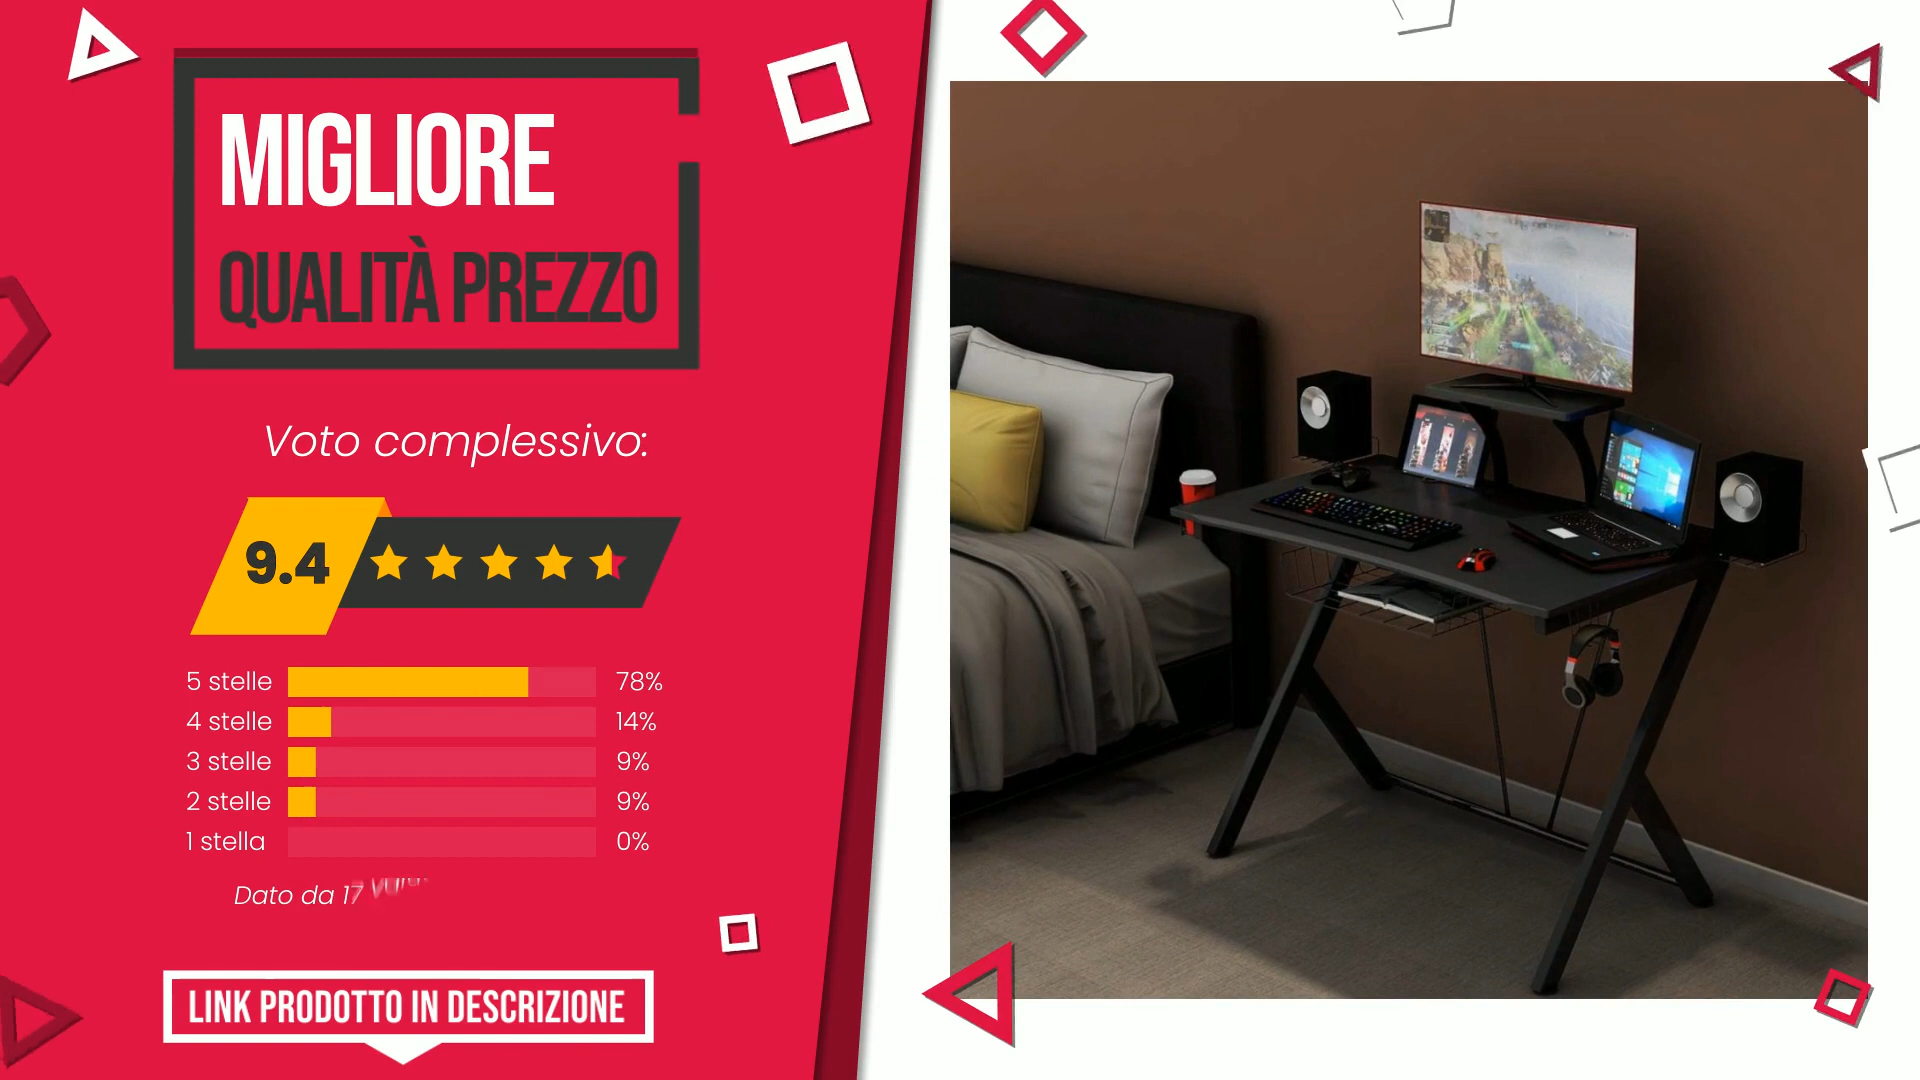 MIGLIORE
QUALITÀ PREZZO
Voto complessivo:
9.4
5 stelle 78%
4 stelle 14%
3 stelle 9%
2 stelle 9%
1 stella 0%
Dato da 17
LINK PRODOTTO IN DESCRIZIONE